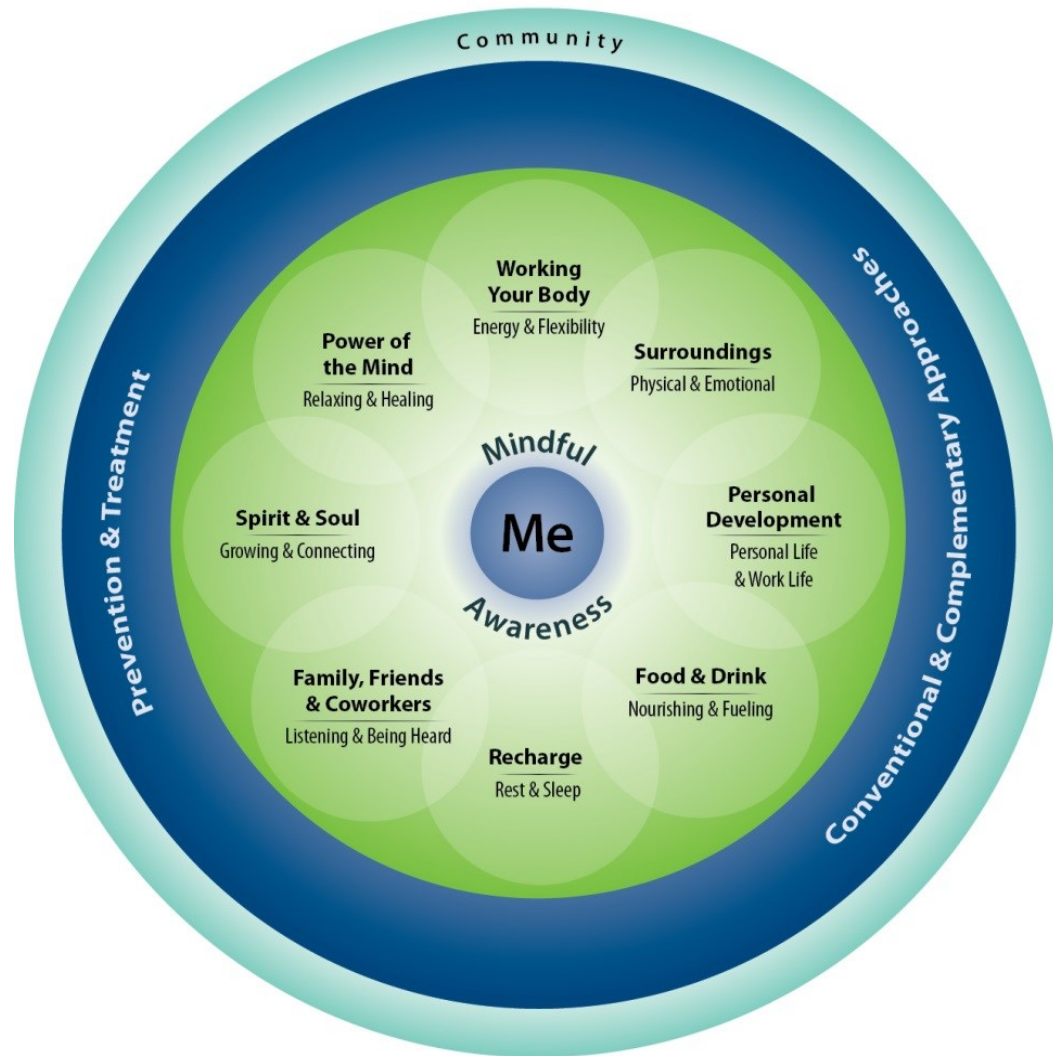 Community
Prevention & Treatment
Conventional & Complementary Approaches
Working
Your Body
Energy & Flexibility
Surroundings
Physical & Emotional
Personal
Development
Personal Life
& Work Life
Food & Drink
Nourishing & Fueling
Recharge
Rest & Sleep
Family, Friends
& Coworkers
Listening & Being Heard
Spirit & Soul
Growing & Connecting
Power of
the Mind
Relaxing & Healing
Mindful
Me
Awareness